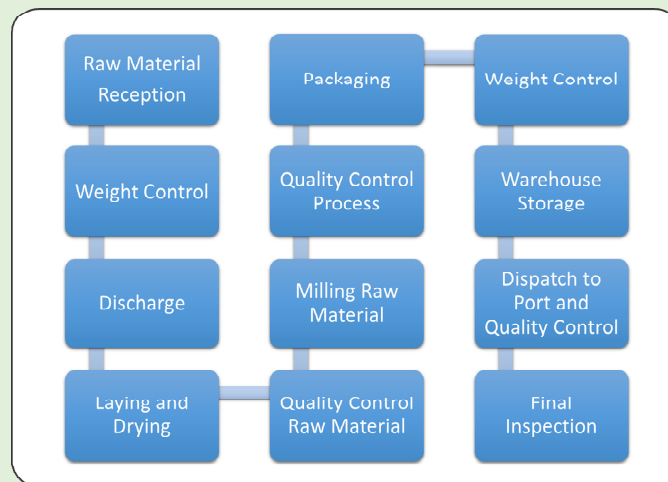 Raw Material
Reception
Weight Control
Discharge
Laying and
Drying
Quality Control
Raw Material
Milling Raw
Material
Quality Control
Process
Packaging
Weight Control
Warehouse
Storage
Dispatch to
Port and
Quality Control
Final
Inspection